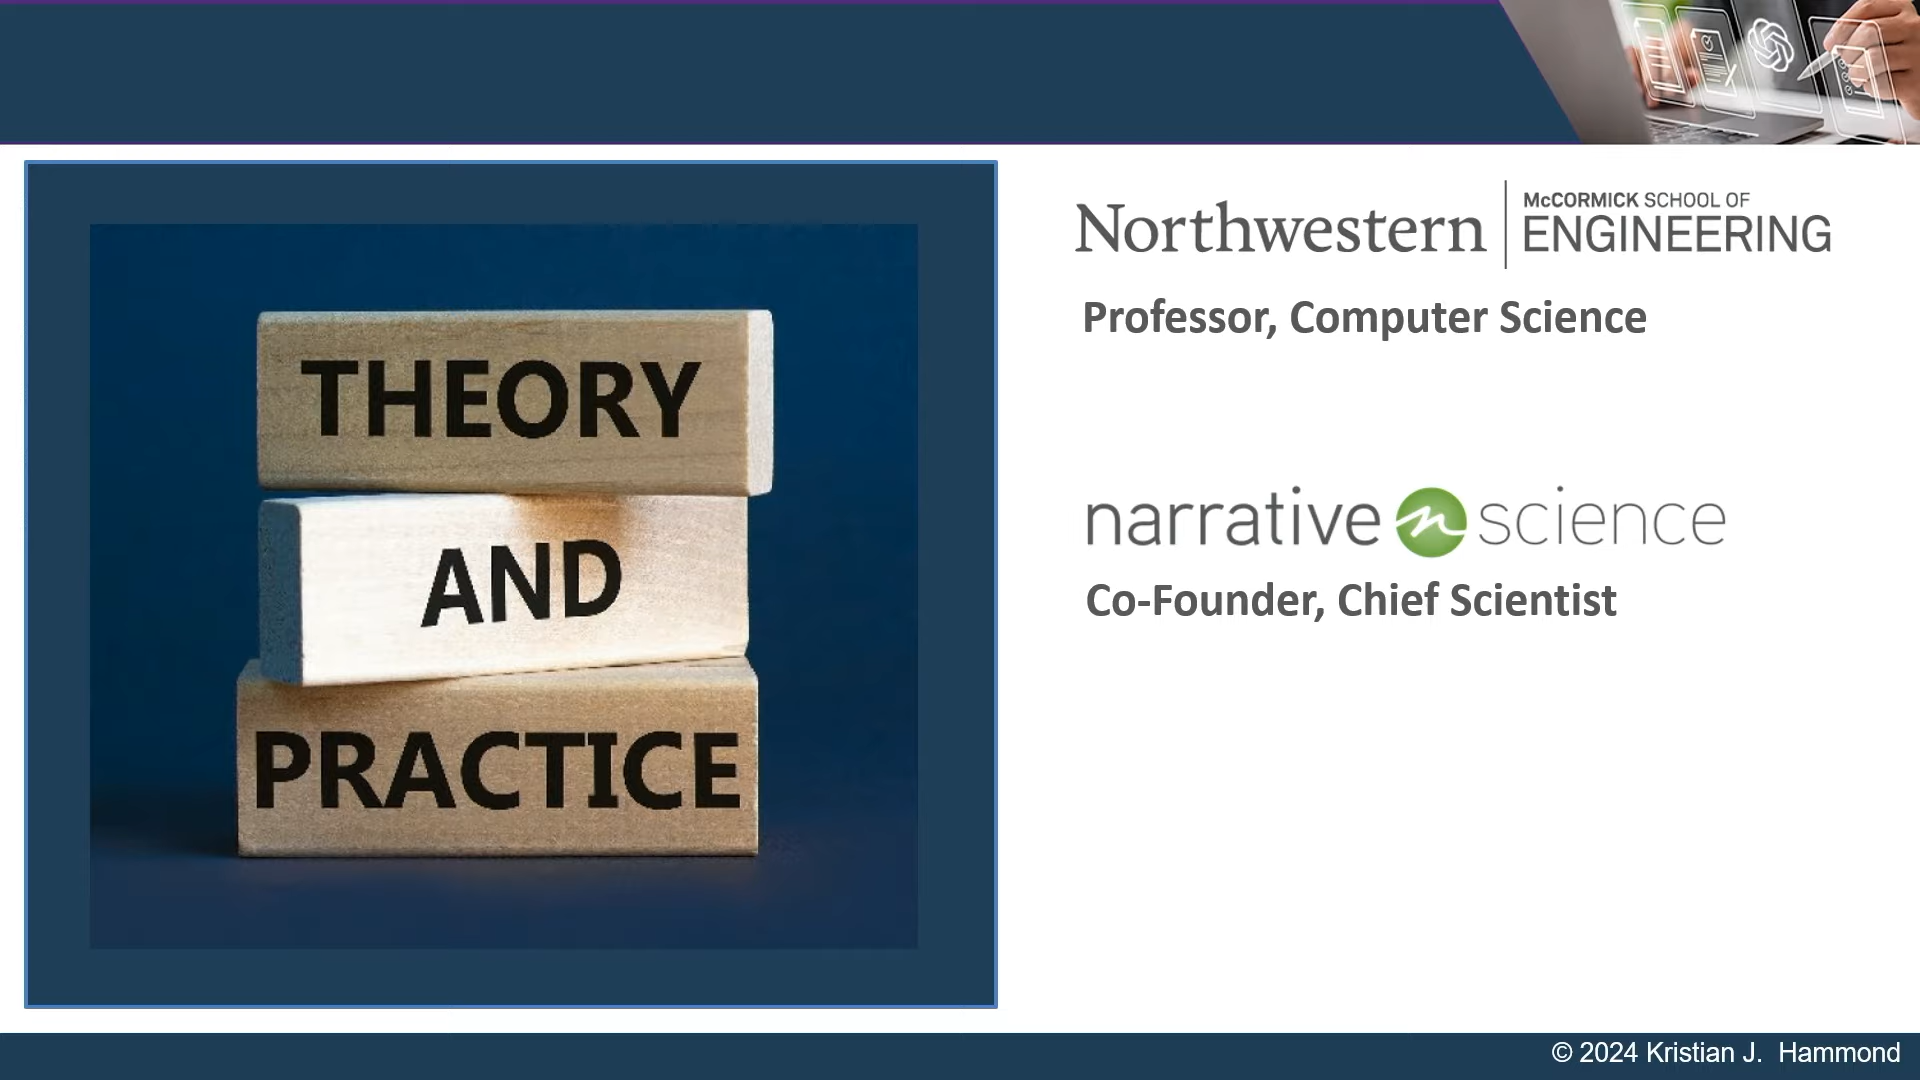 THEORY
AND
PRACTICE
Northwestern
McCORMICK SCHOOL OF
ENGINEERING
Professor, Computer Science
narrative science
Co-Founder, Chief Scientist
© 2024 Kristian J. Hammond